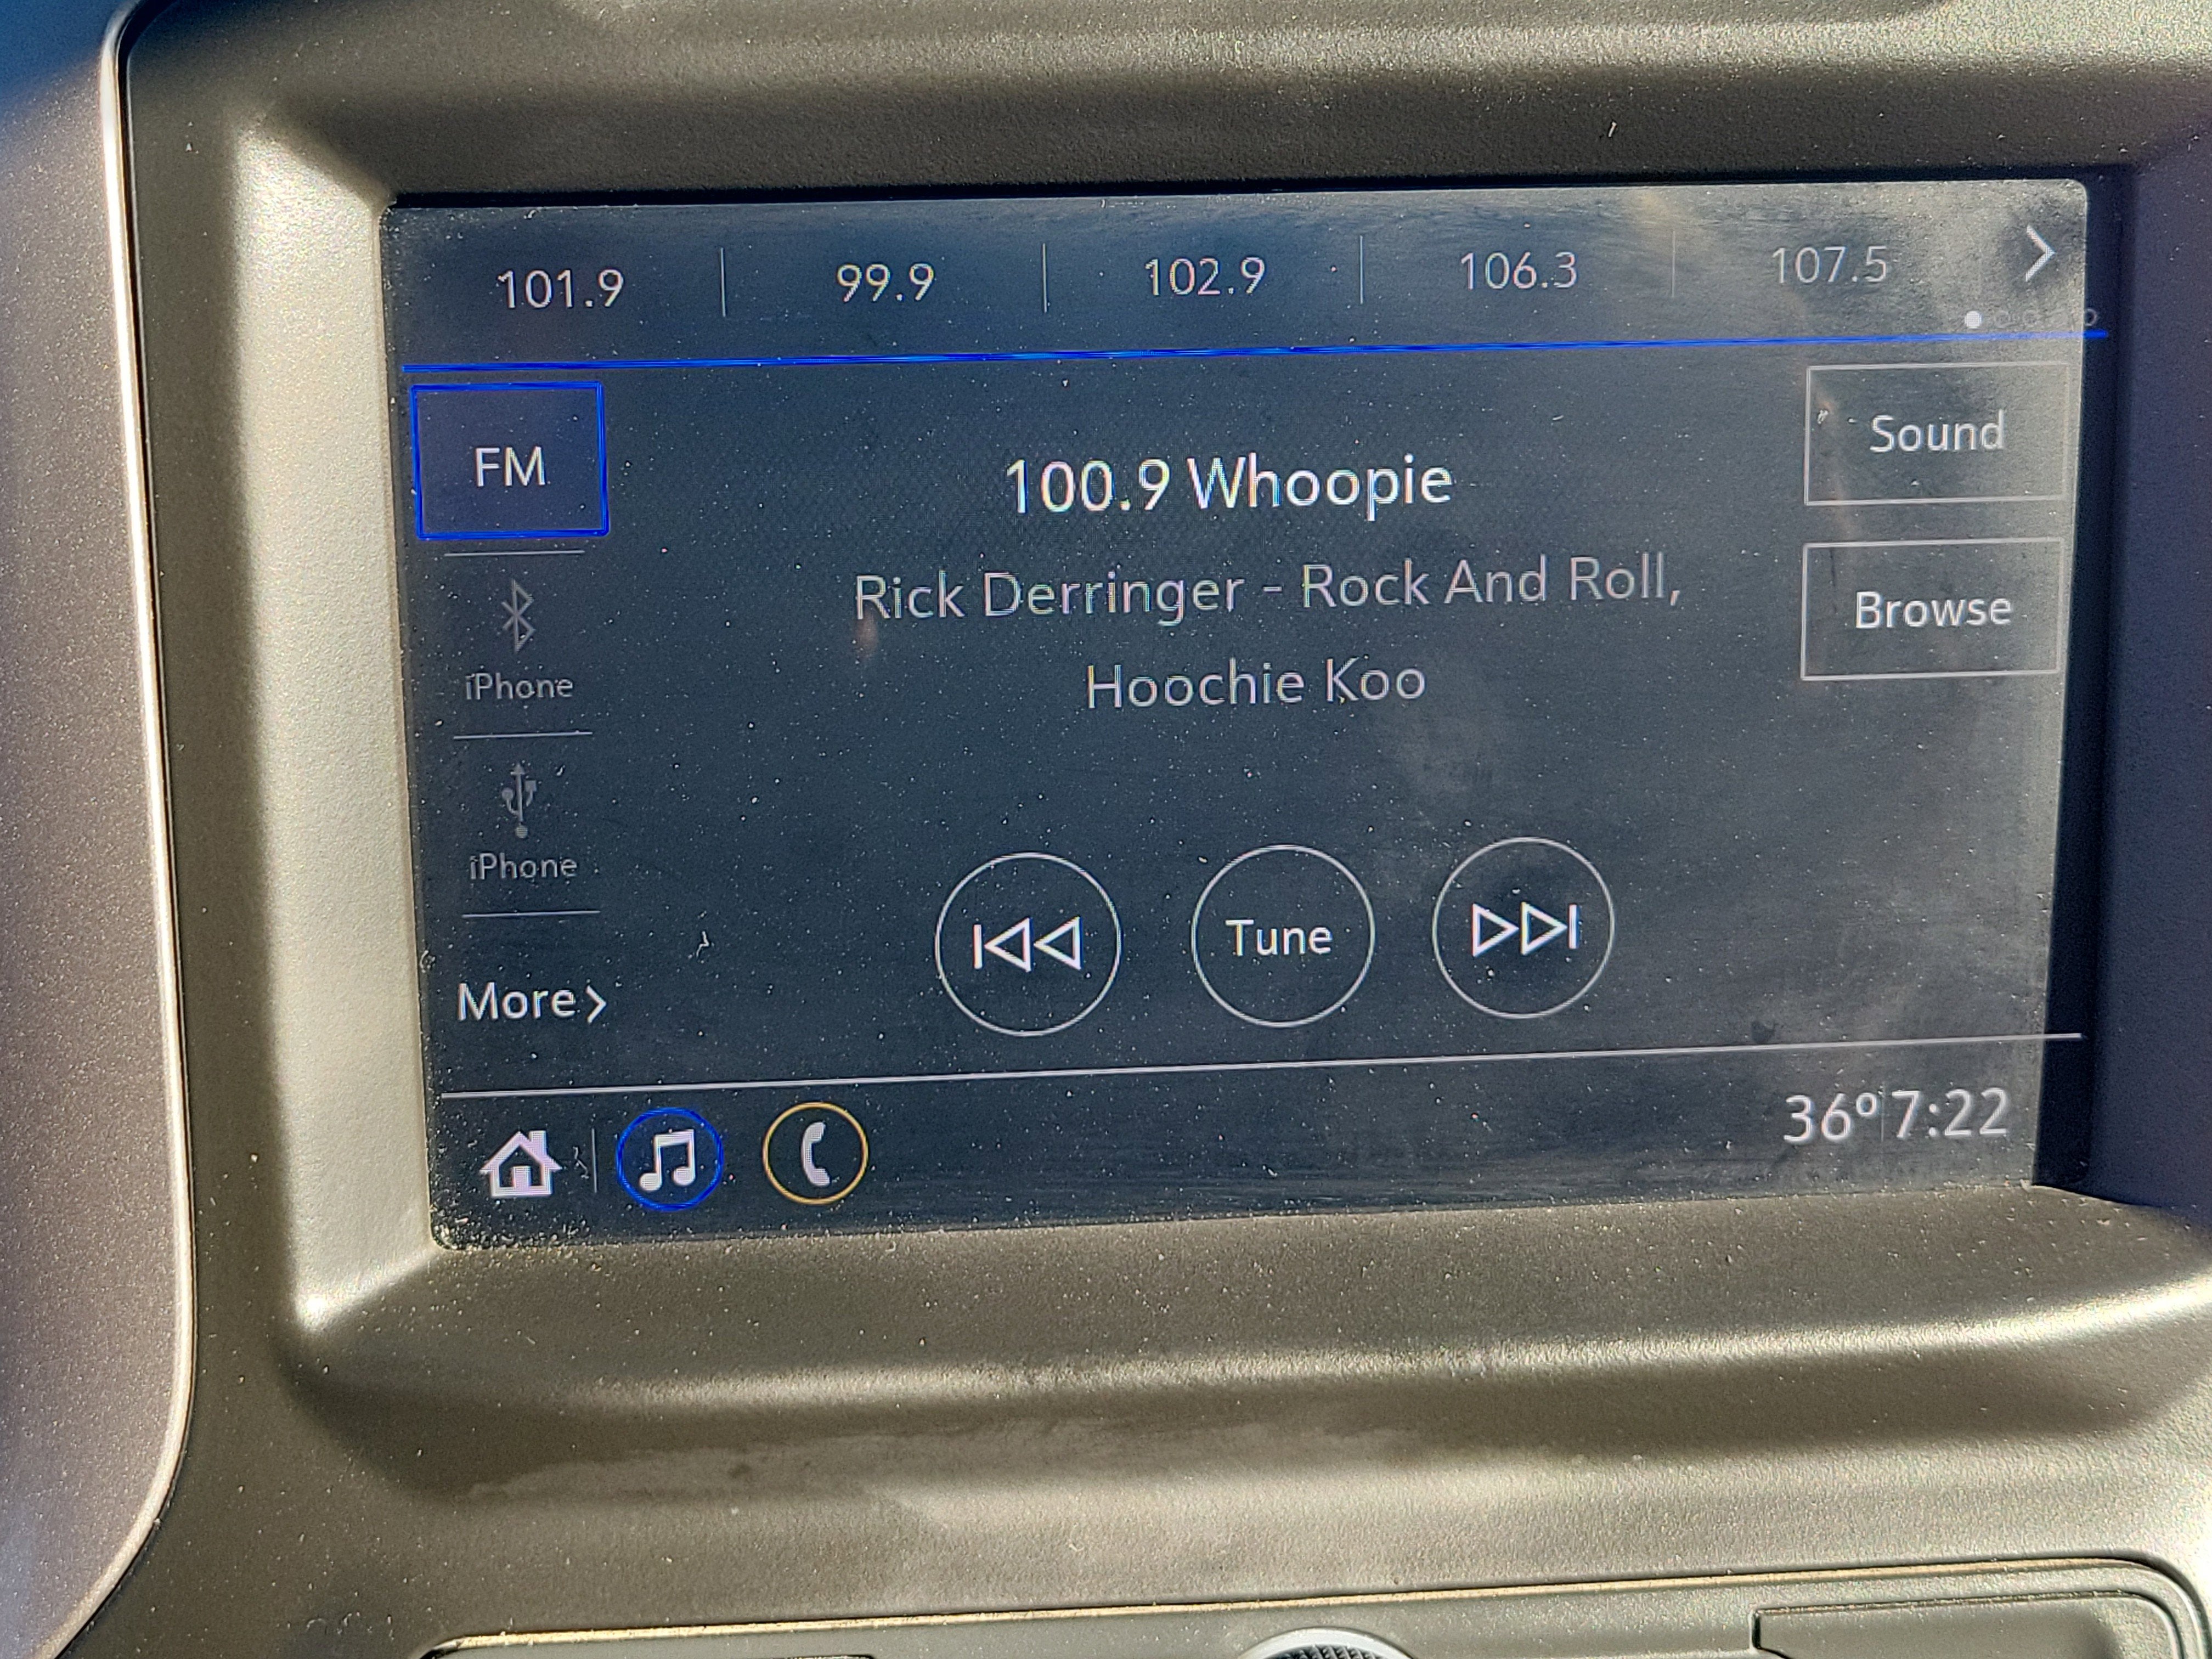 101.9 99.9 102.9 106.3 107.5
FM
100.9 Whoopie
Rick Derringer - Rock And Roll,
Hoochie Koo
Sound
Browse
iPhone
iPhone
More
Tune
36º 7:22